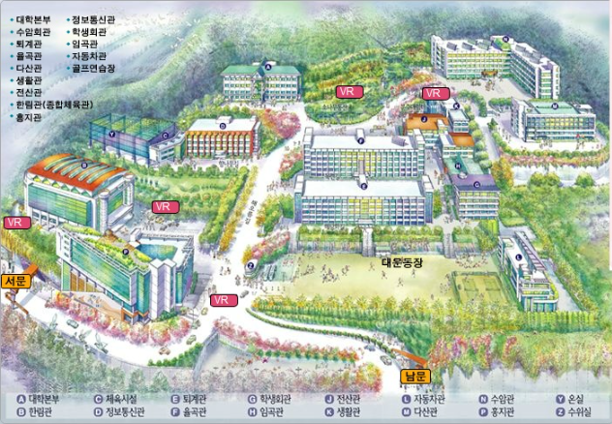 대학본부 정보통신관
수암회관 학생회관
퇴계관 임곡관
율곡관 자동차관
다산관 골프연습장
생활관
전산관
한림관(종합체육관)
홍지관
K
VR
VR
A
M
J
F
D
C
Y
H
G
E
B
VR
VR
P
대운동장
L
서문
Z
VR
남문
A 대학본부 C 체육시설 E 퇴계관 G 학생회관 J 전산관 L 자동차관 N 수암관 Y 온실
B 한림관 D 정보통신관 F 율곡관 H 임곡관 K 생활관 M 다산관 P 홍지관 Z 수위실